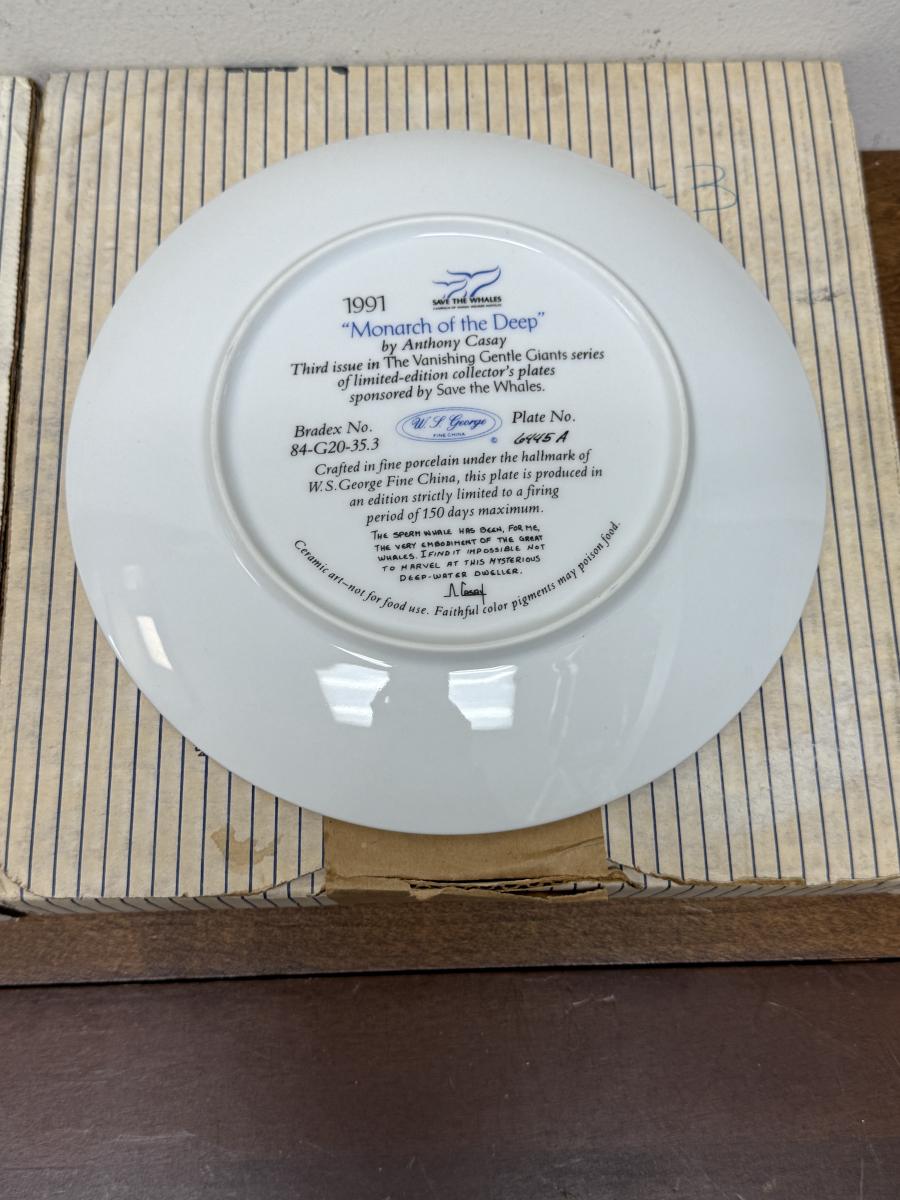 3
1991
SAVE THE WHALES
"Monarch of the Deep"
by Anthony Casay
Third issue in The Vanishing Gentle Giants series
of limited-edition collector's plates
sponsored by Save the Whales.
Bradex No.
84-G20-35.3
W. S. George
FINE CHINA
©
Plate No.
6445 A
Crafted in fine porcelain under the hallmark of
W.S.George Fine China, this plate is produced in
an edition strictly limited to a firing
period of 150 days maximum.
THE SPERM WHALE HAS BEEN, FOR ME,
THE VERY EMBODIMENT OF THE GREAT
WHALES. I FIND IT IMPOSSIBLE NOT
TO MARVEL AT THIS MYSTERIOUS
DEEP-WATER DWELLER.
A Casay
Ceramic art—not for food use. Faithful color pigments may poison food.